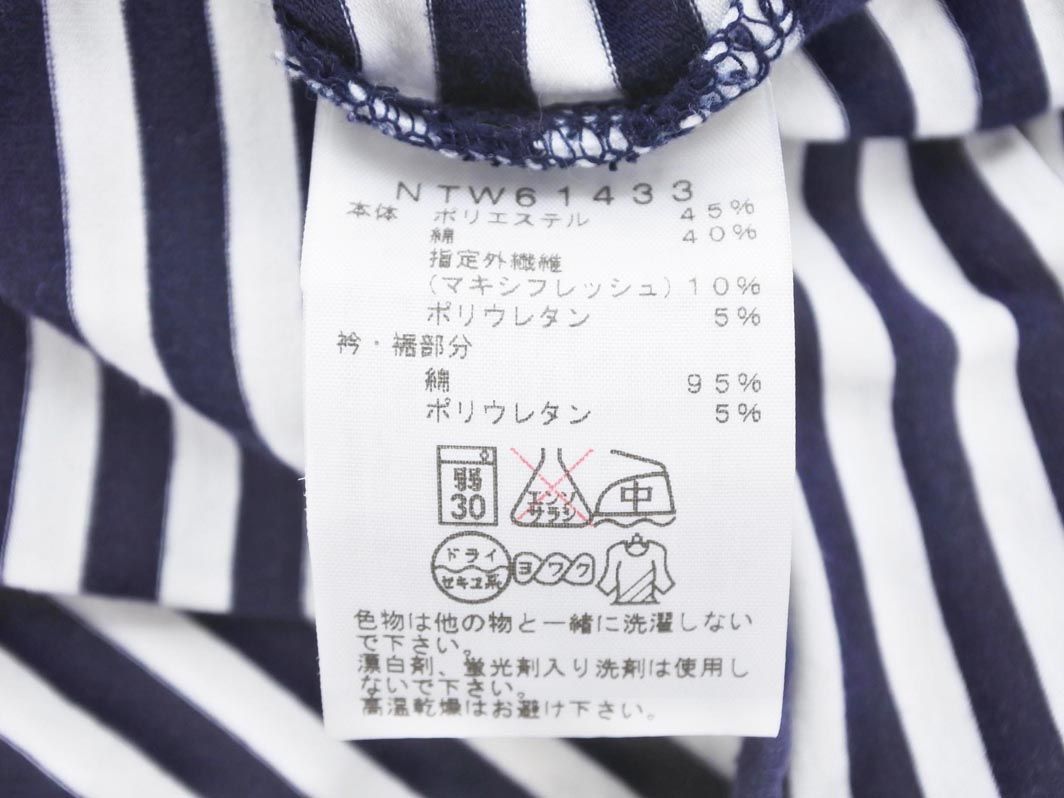 NTW61433
本体 ポリエステル 45%
綿 40%
指定外繊維
(マキシフレッシュ) 10%
ポリウレタン 5%
衿・裾部分
綿 95%
ポリウレタン 5%
弱 30 エンソサラシ 中
ドライ セキユ系 ヨワク
色物は他の物と一緒に洗濯しない
で下さい。
漂白剤、蛍光剤入り洗剤は使用し
ないで下さい。
高温乾燥はお避け下さい。